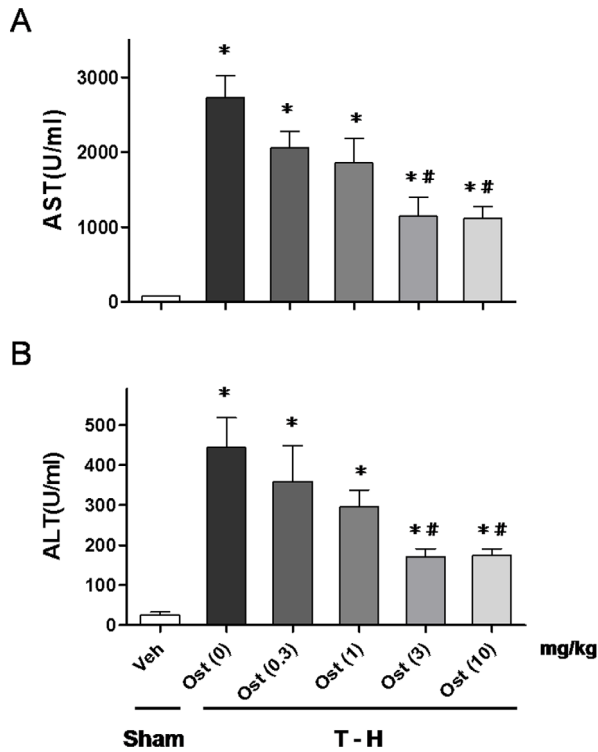 A
AST(U/ml)
3000
2000
1000
0
*
*
*
* #
* #
B
ALT(U/ml)
500
400
300
200
100
0
*
*
*
* #
* #
Veh
Ost (0)
Ost (0.3)
Ost (1)
Ost (3)
Ost (10)
mg/kg
Sham
T - H